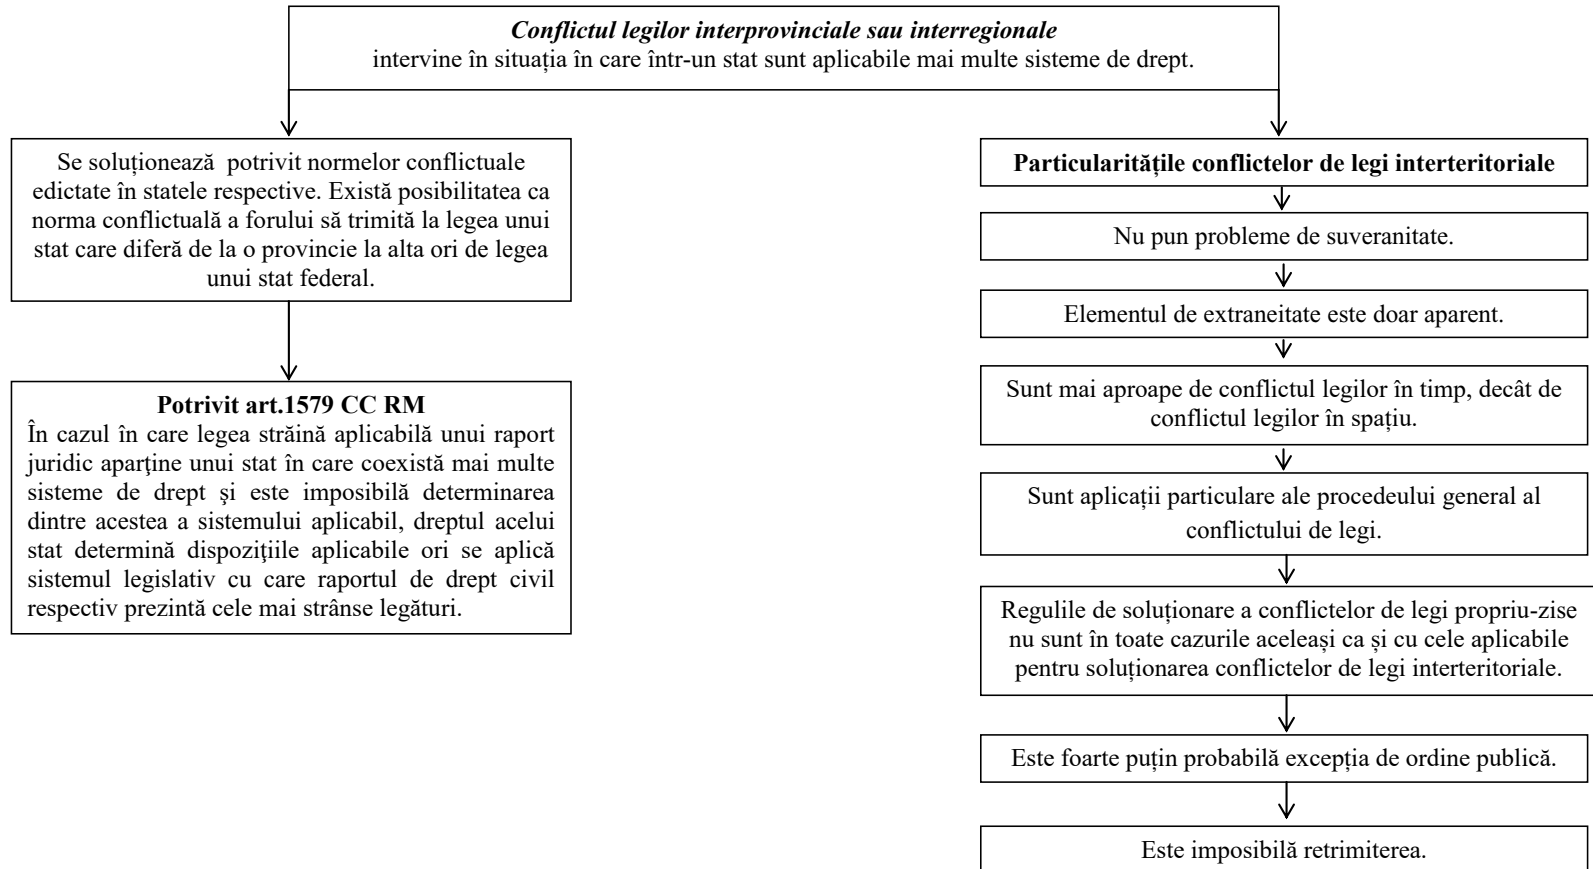 Conflictul legilor interprovinciale sau interregionale
intervine în situația în care într-un stat sunt aplicabile mai multe sisteme de drept.
Se soluționează potrivit normelor conflictuale
edictate în statele respective. Există posibilitatea ca
norma conflictuală a forului să trimită la legea unui
stat care diferă de la o provincie la alta ori de legea
unui stat federal.
Potrivit art.1579 CC RM
În cazul în care legea străină aplicabilă unui raport
juridic aparţine unui stat în care coexistă mai multe
sisteme de drept şi este imposibilă determinarea
dintre acestea a sistemului aplicabil, dreptul acelui
stat determină dispoziţiile aplicabile ori se aplică
sistemul legislativ cu care raportul de drept civil
respectiv prezintă cele mai strânse legături.
Particularitățile conflictelor de legi interteritoriale
Nu pun probleme de suveranitate.
Elementul de extraneitate este doar aparent.
Sunt mai aproape de conflictul legilor în timp, decât de
conflictul legilor în spațiu.
Sunt aplicații particulare ale procedeului general al
conflictului de legi.
Regulile de soluționare a conflictelor de legi propriu-zise
nu sunt în toate cazurile aceleași ca și cu cele aplicabile
pentru soluționarea conflictelor de legi interteritoriale.
Este foarte puțin probabilă excepția de ordine publică.
Este imposibilă retrimiterea.